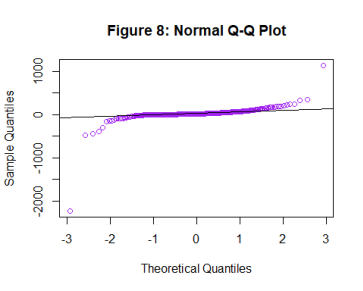 Figure 8: Normal Q-Q Plot
Sample Quantiles
1000
0
-1000
-2000
-3 -2 -1 0 1 2 3
Theoretical Quantiles